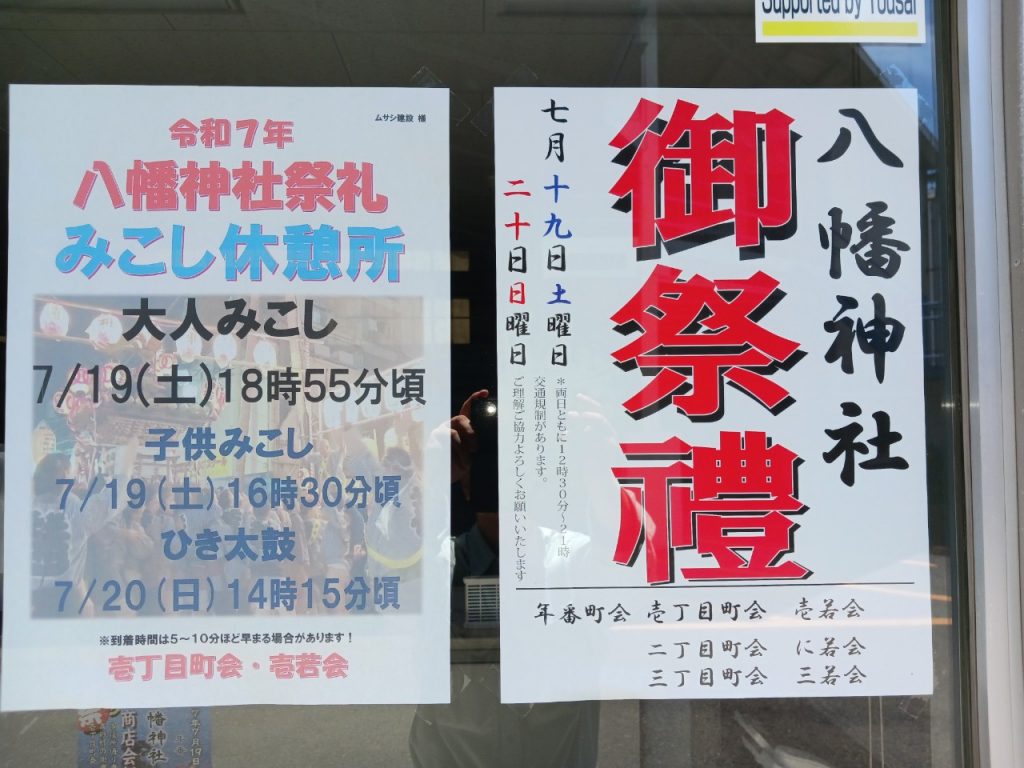 Supported by Yousai
ムサシ建設 様
令和7年
八幡神社祭礼
みこし休憩所
大人みこし
7/19(土)18時55分頃
子供みこし
7/19(土)16時30分頃
ひき太鼓
7/20(日)14時15分頃
※到着時間は5～10分ほど早まる場合があります！
壱丁目町会・壱若会
八幡神社
御祭禮
七月十九日土曜日
二十日日曜日
＊両日ともに12時30分～21時
交通規制があります。
ご理解ご協力よろしくお願いいたします
年番町会 壱丁目町会 壱若会
二丁目町会 に若会
三丁目町会 三若会
幡神社
商店会